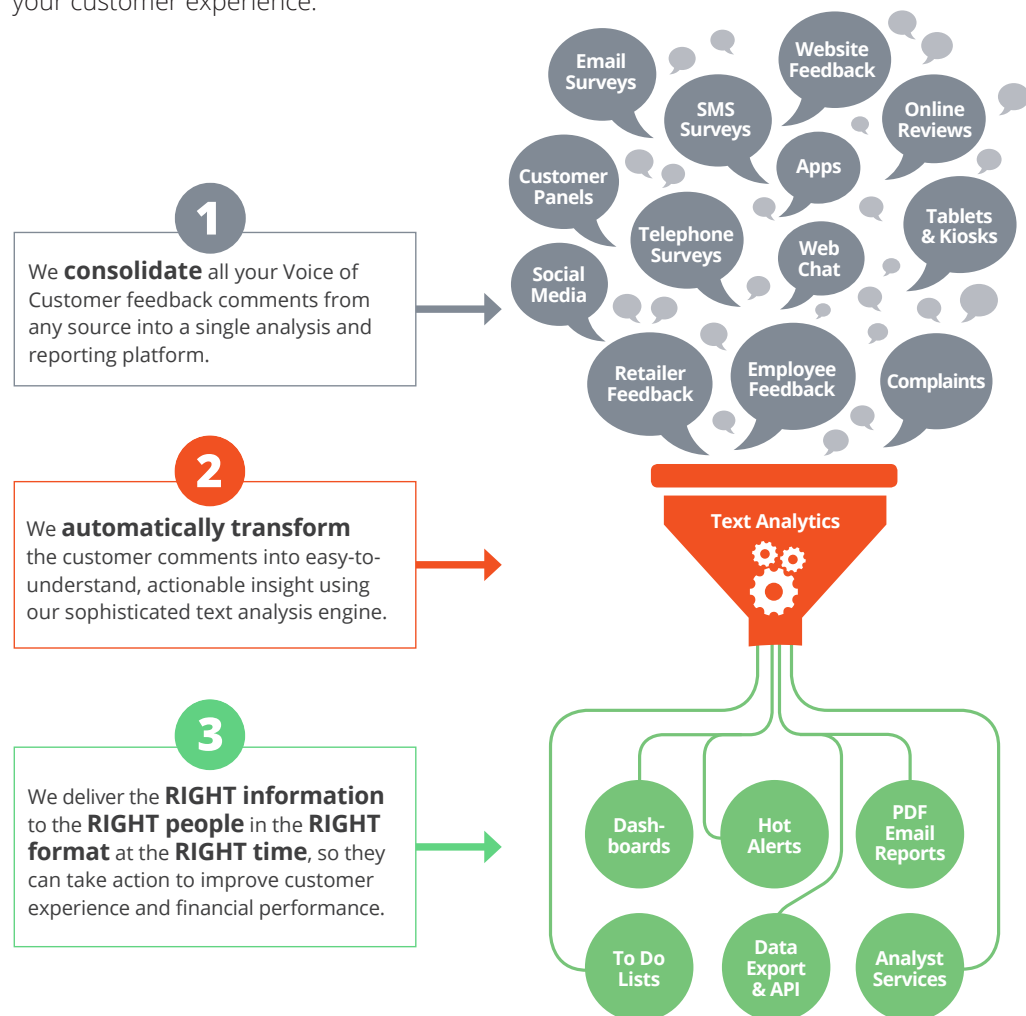 your customer experience.
Email
Surveys
Website
Feedback
SMS
Surveys
Online
Reviews
Apps
Customer
Panels
Tablets
& Kiosks
Telephone
Surveys
Web
Chat
Social
Media
Retailer
Feedback
Employee
Feedback
Complaints
1
We consolidate all your Voice of
Customer feedback comments from
any source into a single analysis and
reporting platform.
2
We automatically transform
the customer comments into easy-to-
understand, actionable insight using
our sophisticated text analysis engine.
Text Analytics
3
We deliver the RIGHT information
to the RIGHT people in the RIGHT
format at the RIGHT time, so they
can take action to improve customer
experience and financial performance.
Dash-
boards
Hot
Alerts
PDF
Email
Reports
To Do
Lists
Data
Export
& API
Analyst
Services